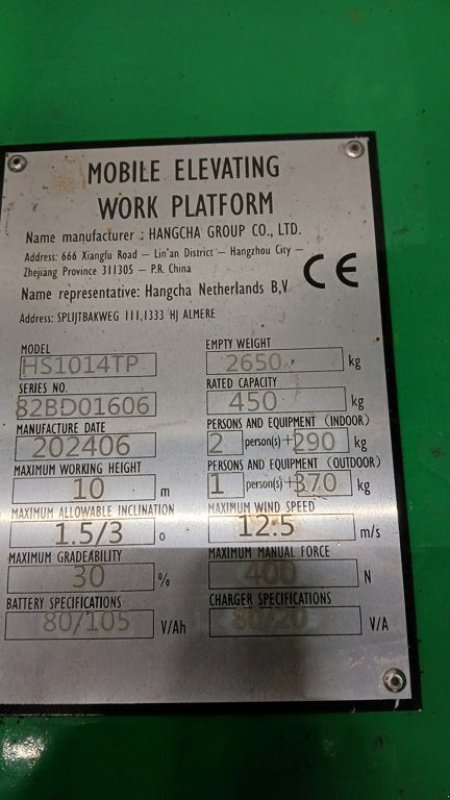 MOBILE ELEVATING
WORK PLATFORM
Name manufacturer : HANGCHA GROUP CO., LTD.
Address: 666 Xiangfu Road — Lin'an District — Hangzhou City —
Zhejiang Province 311305 — P.R. China
CE
Name representative: Hangcha Netherlands B.V
Address: SPLIJTBAKWEG 111,1333 HJ ALMERE
MODEL
HS1014TP
EMPTY WEIGHT
2650 kg
SERIES NO.
82BD01606
RATED CAPACITY
450 kg
MANUFACTURE DATE
202406
PERSONS AND EQUIPMENT (INDOOR)
2 person(s)+290 kg
MAXIMUM WORKING HEIGHT
10 m
PERSONS AND EQUIPMENT (OUTDOOR)
1 person(s)+370 kg
MAXIMUM ALLOWABLE INCLINATION
1.5/3 o
MAXIMUM WIND SPEED
12.5 m/s
MAXIMUM GRADEABILITY
30 %
MAXIMUM MANUAL FORCE
400 N
BATTERY SPECIFICATIONS
80/105 V/Ah
CHARGER SPECIFICATIONS
80/20 V/A